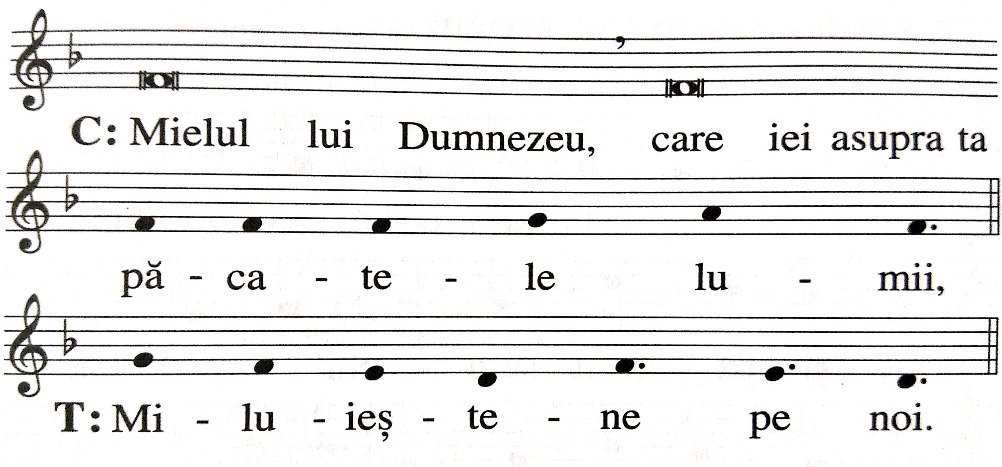 C: Mielul lui Dumnezeu, care iei asupra ta
pă - ca - te - le lu - mii,
T: Mi - lu - ieș - te - ne pe noi.